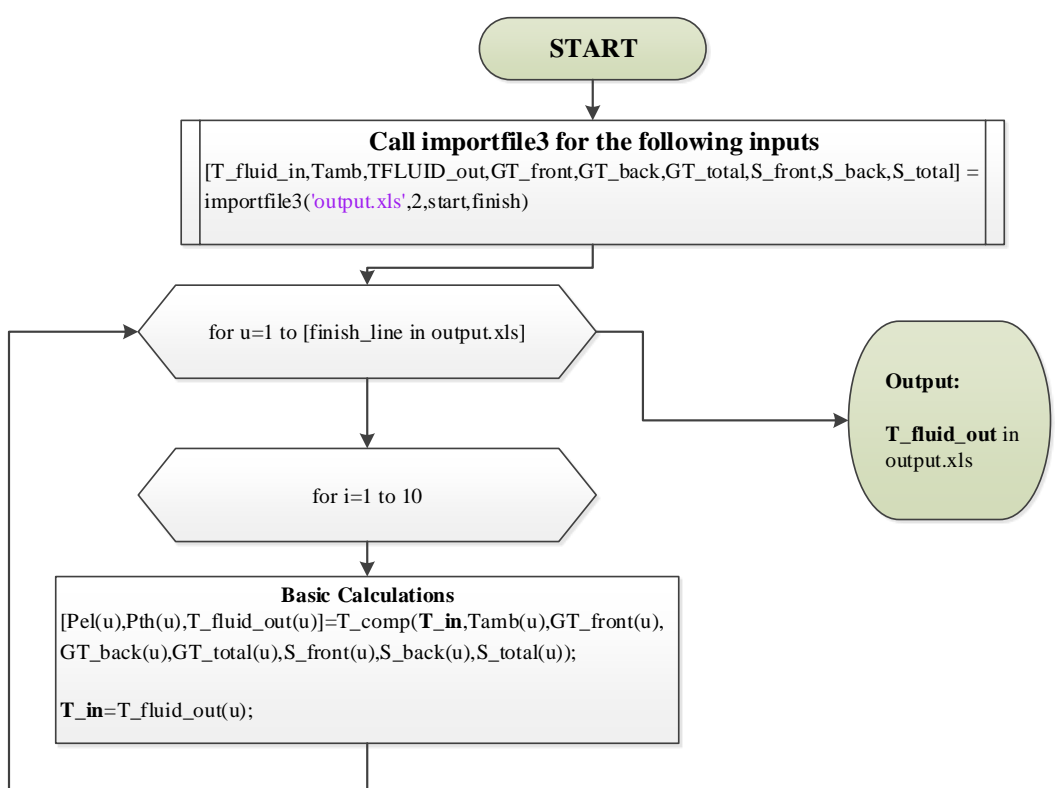 START
Call importfile3 for the following inputs
[T_fluid_in,Tamb,TFLUID_out,GT_front,GT_back,GT_total,S_front,S_back,S_total] =
importfile3('output.xls',2,start,finish)
for u=1 to [finish_line in output.xls]
Output:
T_fluid_out in
output.xls
for i=1 to 10
Basic Calculations
[Pel(u),Pth(u),T_fluid_out(u)]=T_comp(T_in,Tamb(u),GT_front(u),
GT_back(u),GT_total(u),S_front(u),S_back(u),S_total(u));
T_in=T_fluid_out(u);